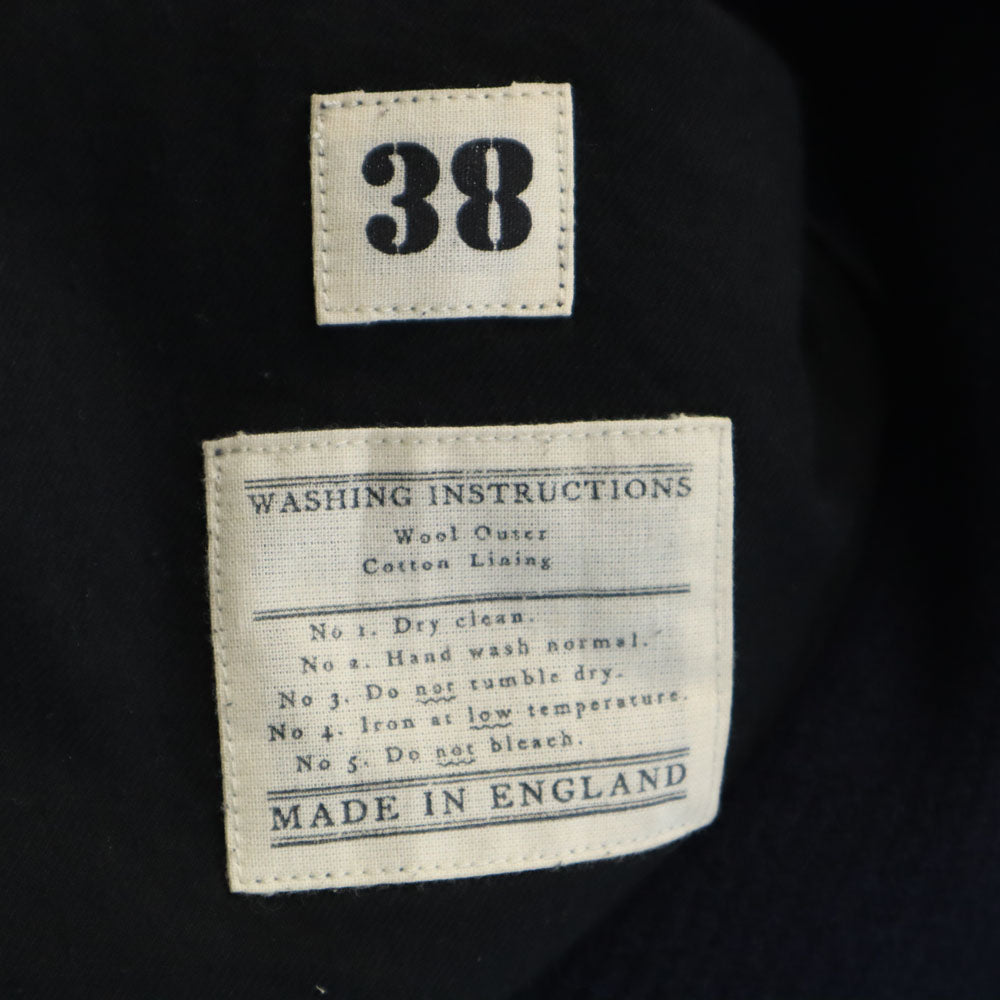 38
WASHING INSTRUCTIONS
Wool Outer
Cotton Lining
No 1. Dry clean.
No 2. Hand wash normal.
No 3. Do not tumble dry.
No 4. Iron at low temperature.
No 5. Do not bleach.
MADE IN ENGLAND